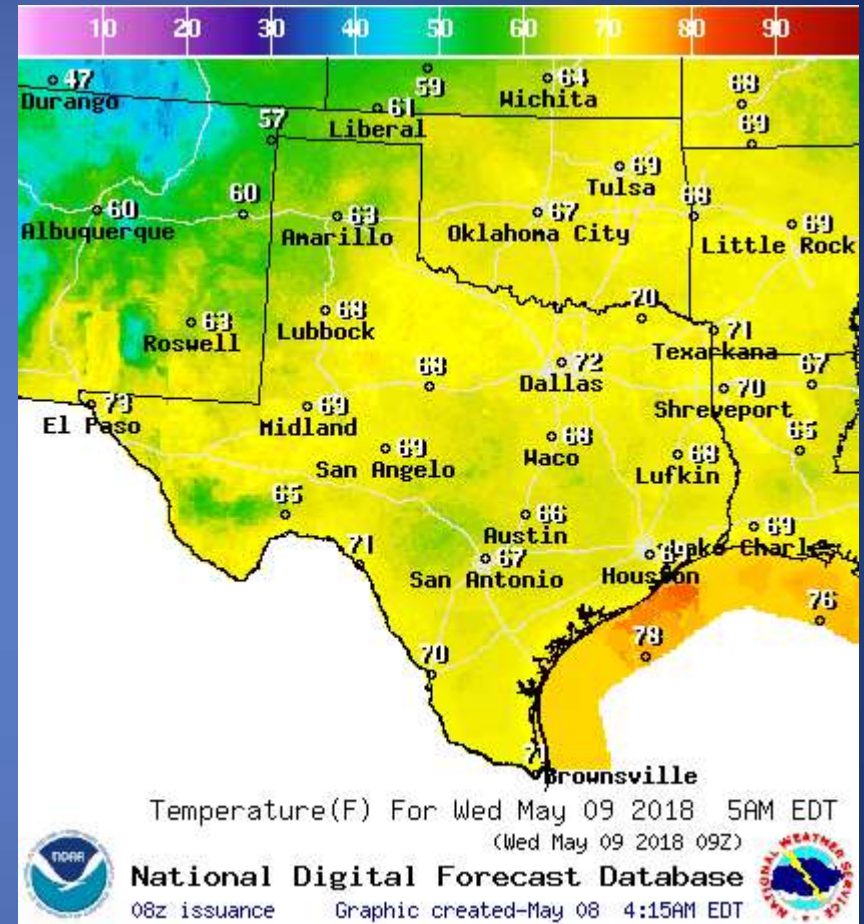 10 20 30 40 50 60 70 80 90
47
Durango
59
64
Wichita
68
61
Liberal
57
69
69
Tulsa
60
Albuquerque
60
63
Amarillo
67
Oklahoma City
68
69
Little Rock
63
Roswell
68
Lubbock
70
71
Texarkana
72
Dallas
68
70
Shreveport
67
73
El Paso
69
Midland
69
San Angelo
68
Waco
68
Lufkin
65
65
66
Austin
69
Lake Charles
71
67
San Antonio
69
Houston
76
78
70
71
Brownsville
Temperature(F) For Wed May 09 2018 5AM EDT
(Wed May 09 2018 09Z)
NOAA
National Digital Forecast Database
08z issuance Graphic created-May 08 4:15AM EDT